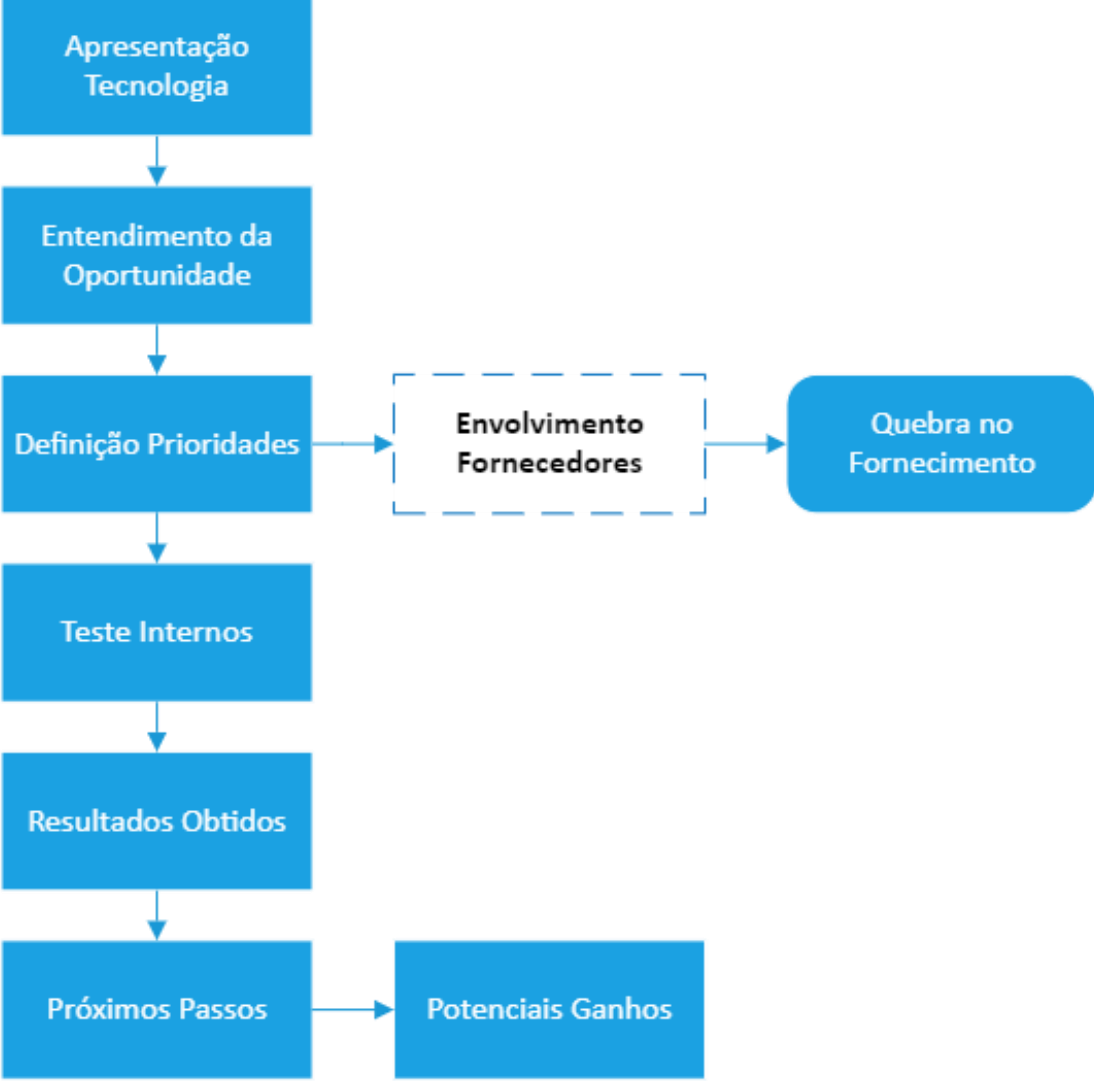 Apresentação
Tecnologia
Entendimento da
Oportunidade
Definição Prioridades
Envolvimento
Fornecedores
Quebra no
Fornecimento
Teste Internos
Resultados Obtidos
Próximos Passos
Potenciais Ganhos